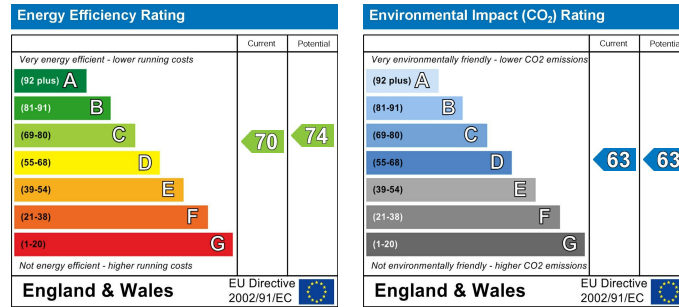 Energy Efficiency Rating
Current Potential
Very energy efficient - lower running costs
(92 plus) A
(81-91) B
(69-80) C
(55-68) D
(39-54) E
(21-38) F
(1-20) G
70
74
Not energy efficient - higher running costs
England & Wales
EU Directive
2002/91/EC
Environmental Impact (CO2) Rating
Current Potential
Very environmentally friendly - lower CO2 emissions
(92 plus) A
(81-91) B
(69-80) C
(55-68) D
(39-54) E
(21-38) F
(1-20) G
63
63
Not environmentally friendly - higher CO2 emissions
England & Wales
EU Directive
2002/91/EC